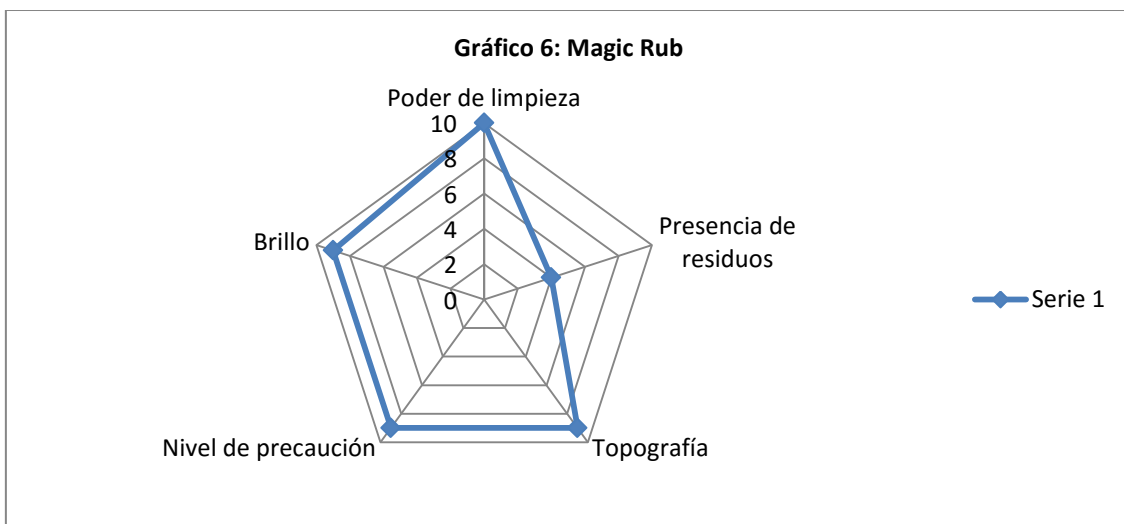 Gráfico 6: Magic Rub
Poder de limpieza
10
8
6
4
2
0
Presencia de
residuos
Topografía
Nivel de precaución
Brillo
Serie 1